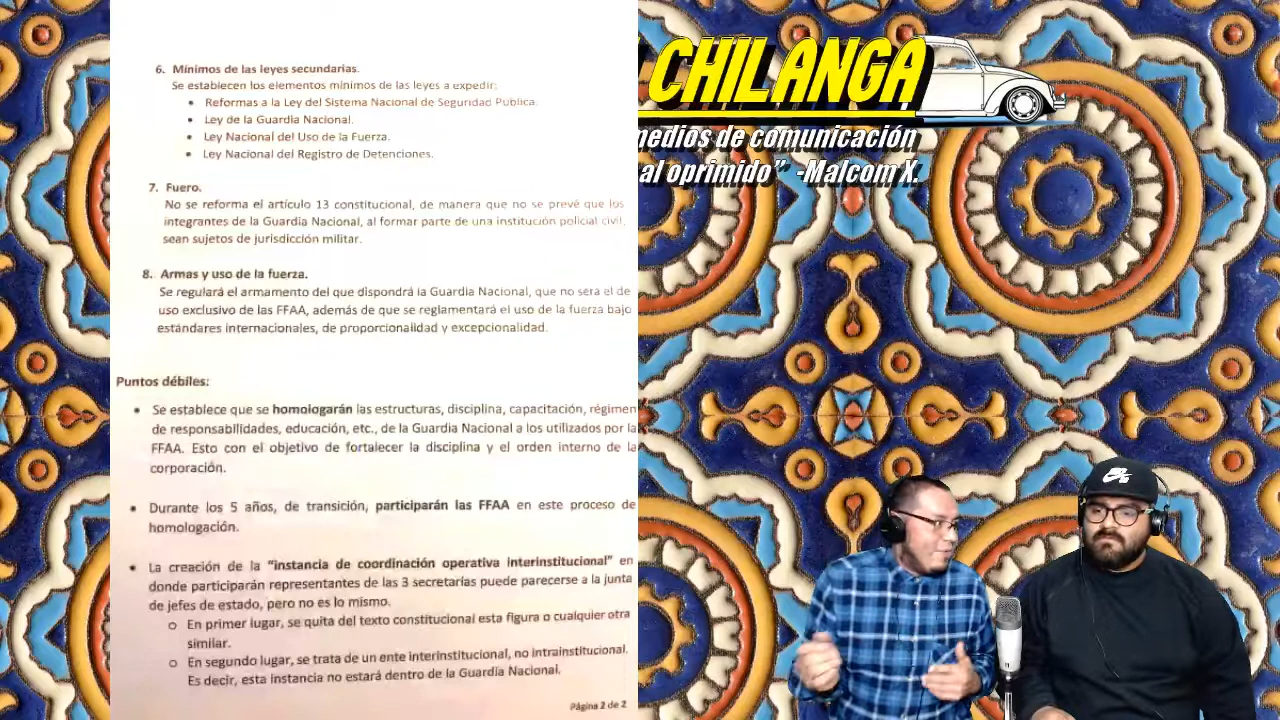 6. Mínimos de las leyes secundarias.
Se establecen los elementos mínimos de las leyes a expedir:
• Reformas a la Ley del Sistema Nacional de Seguridad Pública.
• Ley de la Guardia Nacional.
• Ley Nacional del Uso de la Fuerza.
• Ley Nacional del Registro de Detenciones.
7. Fuero.
No se reforma el artículo 13 constitucional, de manera que no se prevé que los
integrantes de la Guardia Nacional, al formar parte de una institución policial civil,
sean sujetos de jurisdicción militar.
8. Armas y uso de la fuerza.
Se regulará el armamento del que dispondrá la Guardia Nacional, que no será el de
uso exclusivo de las FFAA, además de que se reglamentará el uso de la fuerza bajo
estándares internacionales, de proporcionalidad y excepcionalidad.
Puntos débiles:
• Se establece que se homologarán las estructuras, disciplina, capacitación, régimen
de responsabilidades, educación, etc., de la Guardia Nacional a los utilizados por la
FFAA. Esto con el objetivo de fortalecer la disciplina y el orden interno de la
corporación.
• Durante los 5 años, de transición, participarán las FFAA en este proceso de
homologación.
• La creación de la "instancia de coordinación operativa interinstitucional" en
donde participarán representantes de las 3 secretarías puede parecerse a la junta
de jefes de estado, pero no es lo mismo.
o En primer lugar, se quita del texto constitucional esta figura o cualquier otra
similar.
o En segundo lugar, se trata de un ente interinstitucional, no intrainstitucional.
Es decir, esta instancia no estará dentro de la Guardia Nacional.
Página 2 de 2
CHILANGA
medios de comunicación
al oprimido" -Malcom X.